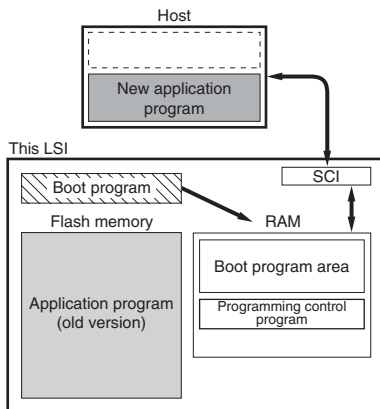 Host
New application
program
This LSI
SCI
Boot program
Flash memory
RAM
Application program
(old version)
Boot program area
Programming control
program